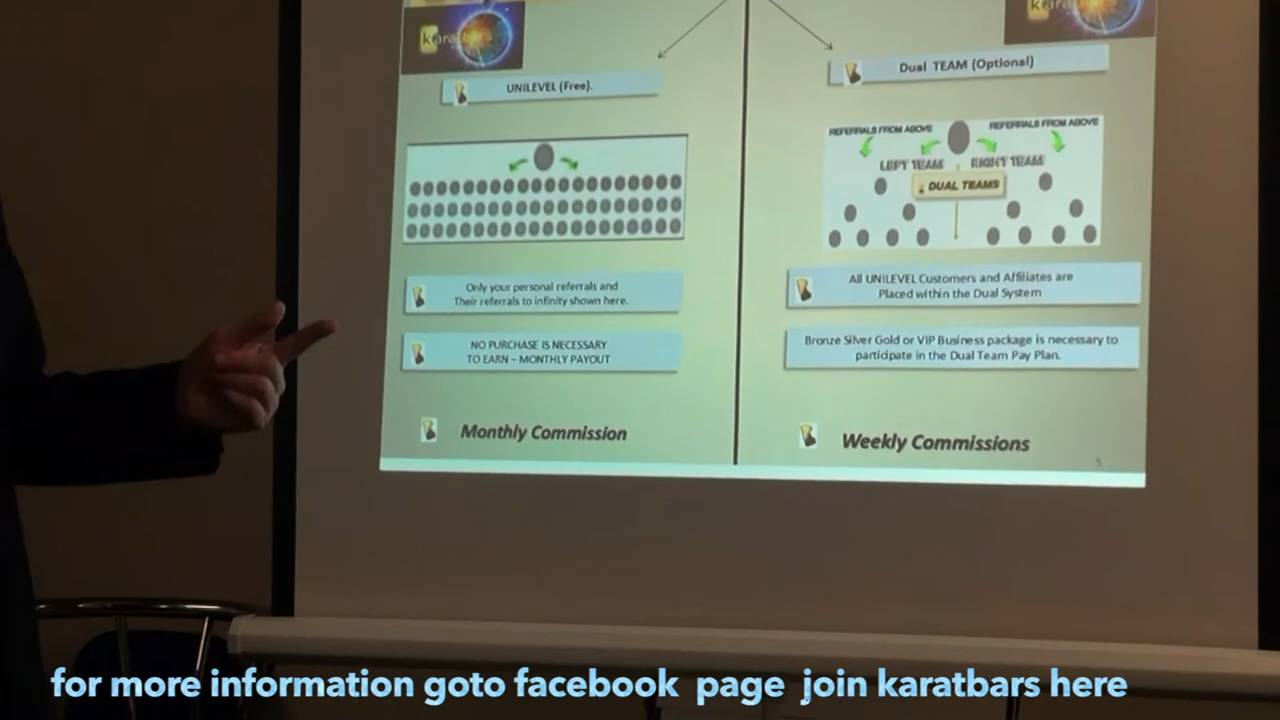 karatbars
kara
UNILEVEL (Free).
Only your personal referrals and
Their referrals to infinity shown here.
NO PURCHASE IS NECESSARY
TO EARN – MONTHLY PAYOUT
Monthly Commission
Dual TEAM (Optional)
REFERRALS FROM ABOVE
REFERRALS FROM ABOVE
LEFT TEAM
RIGHT TEAM
DUAL TEAMS
All UNILEVEL Customers and Affiliates are
Placed within the Dual System
Bronze Silver Gold or VIP Business package is necessary to
participate in the Dual Team Pay Plan.
Weekly Commissions
5
for more information goto facebook page join karatbars here